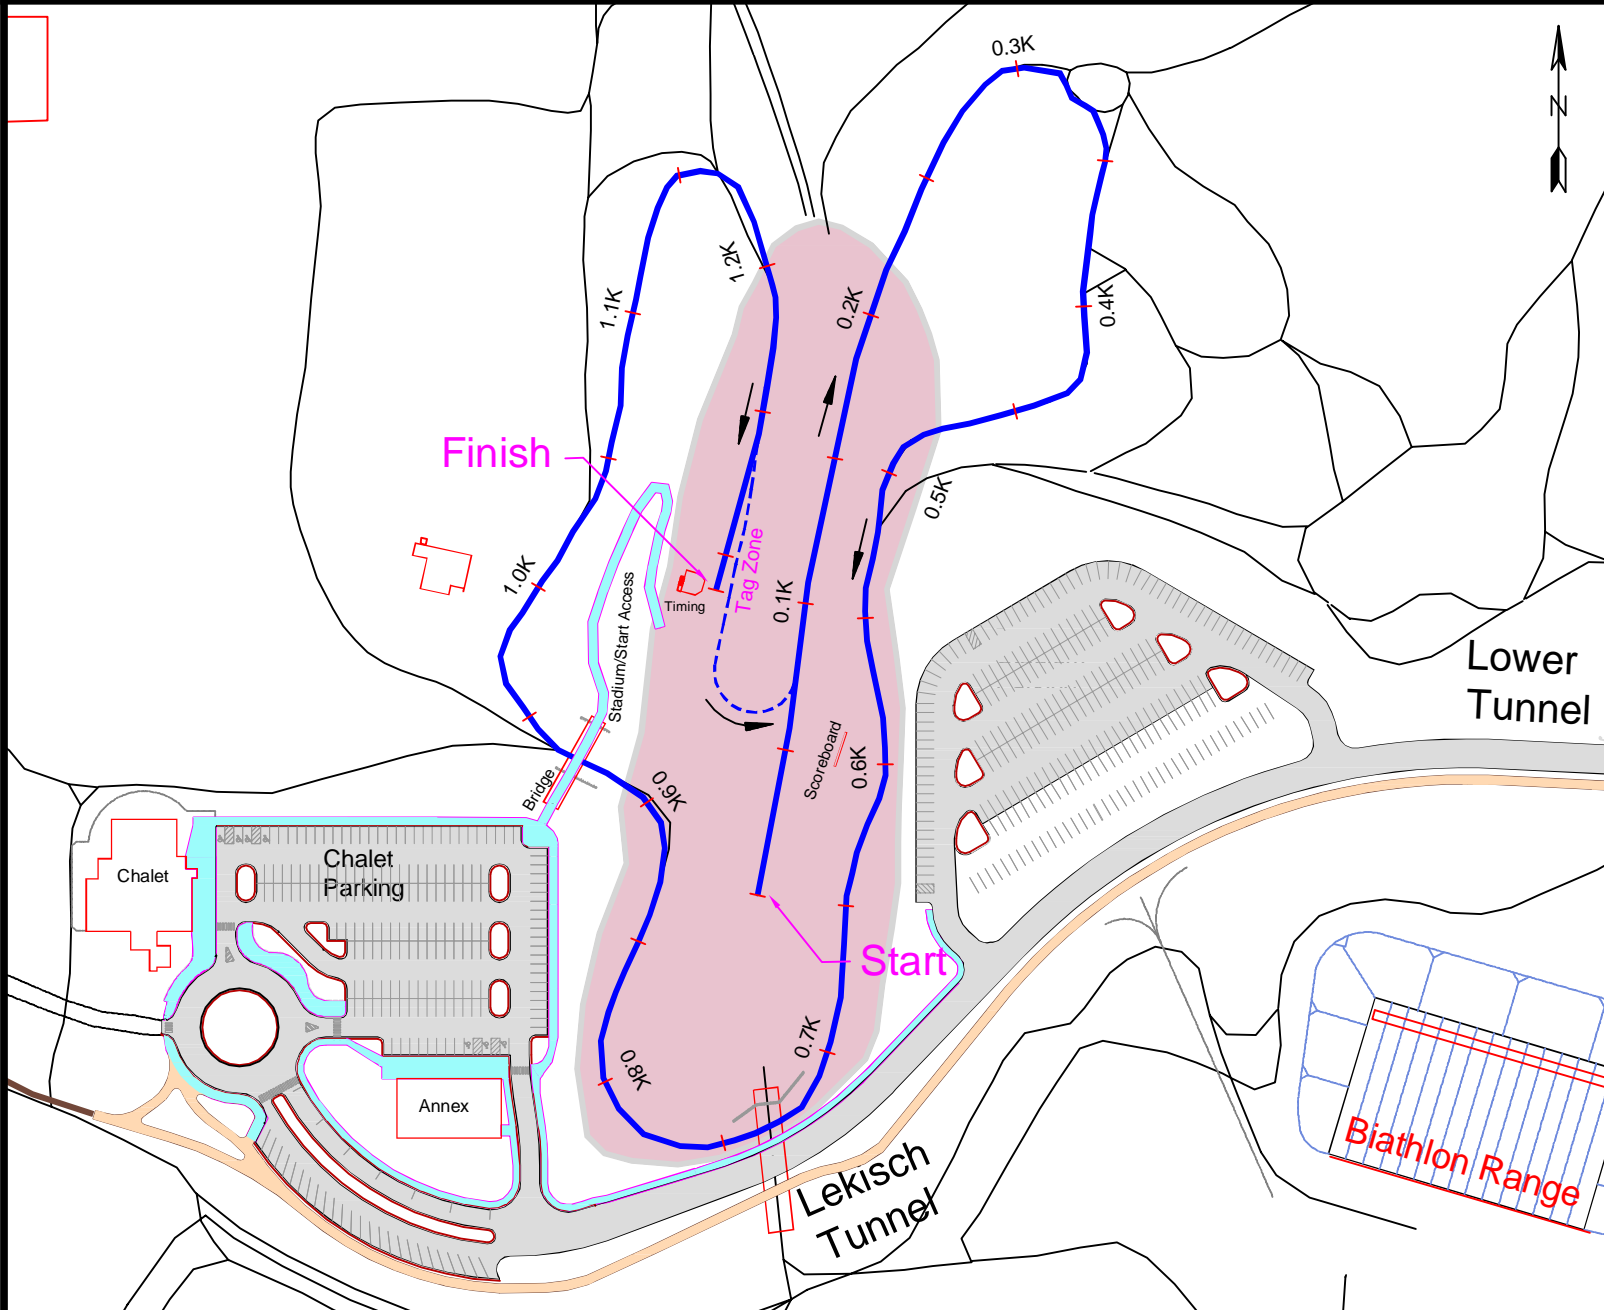 0.3K
N
1.2K
1.1K
0.2K
0.4K
Finish
0.5K
Tag Zone
1.0K
Stadium/Start Access
Timing
0.1K
Lower
Tunnel
Scoreboard
0.6K
Bridge
0.9K
Chalet
Parking
Chalet
Start
0.7K
0.8K
Annex
Biathlon Range
Lekisch
Tunnel